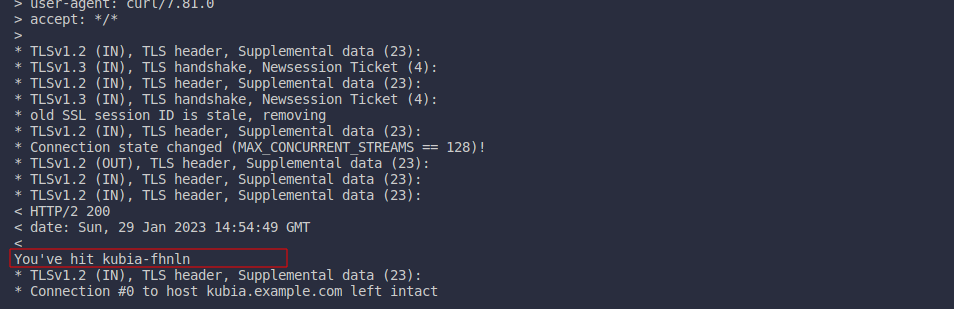 > user-agent: curl/7.81.0
> accept: */*
>
* TLSv1.2 (IN), TLS header, Supplemental data (23):
* TLSv1.3 (IN), TLS handshake, Newsession Ticket (4):
* TLSv1.2 (IN), TLS header, Supplemental data (23):
* TLSv1.3 (IN), TLS handshake, Newsession Ticket (4):
* old SSL session ID is stale, removing
* TLSv1.2 (IN), TLS header, Supplemental data (23):
* Connection state changed (MAX_CONCURRENT_STREAMS == 128)!
* TLSv1.2 (OUT), TLS header, Supplemental data (23):
* TLSv1.2 (IN), TLS header, Supplemental data (23):
* TLSv1.2 (IN), TLS header, Supplemental data (23):
< HTTP/2 200
< date: Sun, 29 Jan 2023 14:54:49 GMT
<
You've hit kubia-fhnln
* TLSv1.2 (IN), TLS header, Supplemental data (23):
* Connection #0 to host kubia.example.com left intact